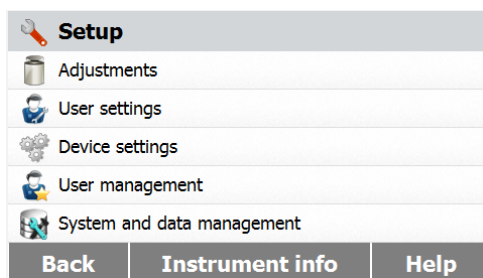 Setup
Adjustments
User settings
Device settings
User management
System and data management
Back Instrument info Help